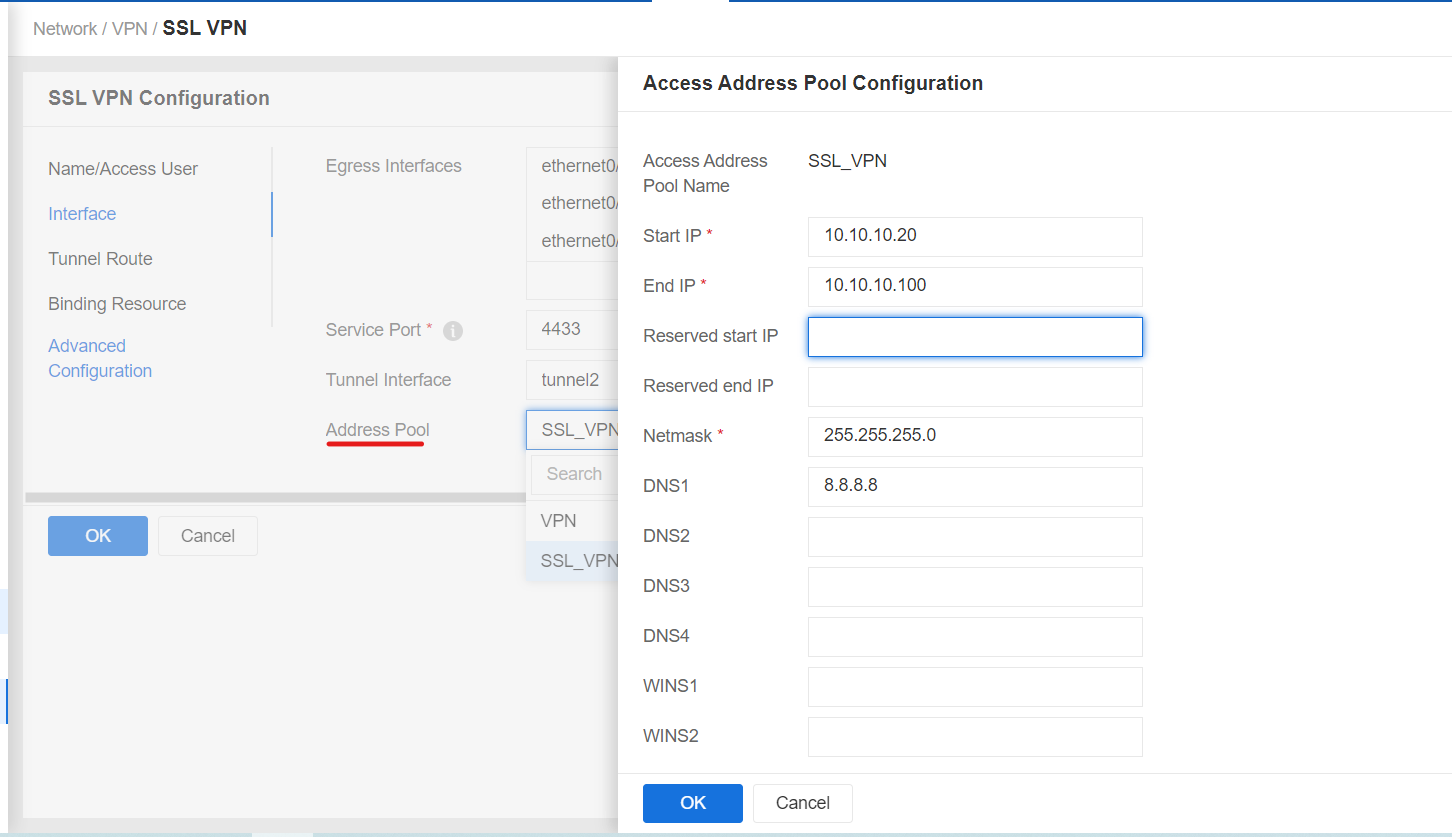 Network / VPN / SSL VPN
SSL VPN Configuration
Name/Access User
Interface
Tunnel Route
Binding Resource
Advanced
Configuration
Egress Interfaces
ethernet0/
ethernet0/
ethernet0/
Service Port *
4433
Tunnel Interface
tunnel2
Address Pool
SSL_VPN
Search
VPN
SSL_VPN
OK
Cancel
Access Address Pool Configuration
Access Address
Pool Name
SSL_VPN
Start IP *
10.10.10.20
End IP *
10.10.10.100
Reserved start IP
Reserved end IP
Netmask *
255.255.255.0
DNS1
8.8.8.8
DNS2
DNS3
DNS4
WINS1
WINS2
OK
Cancel